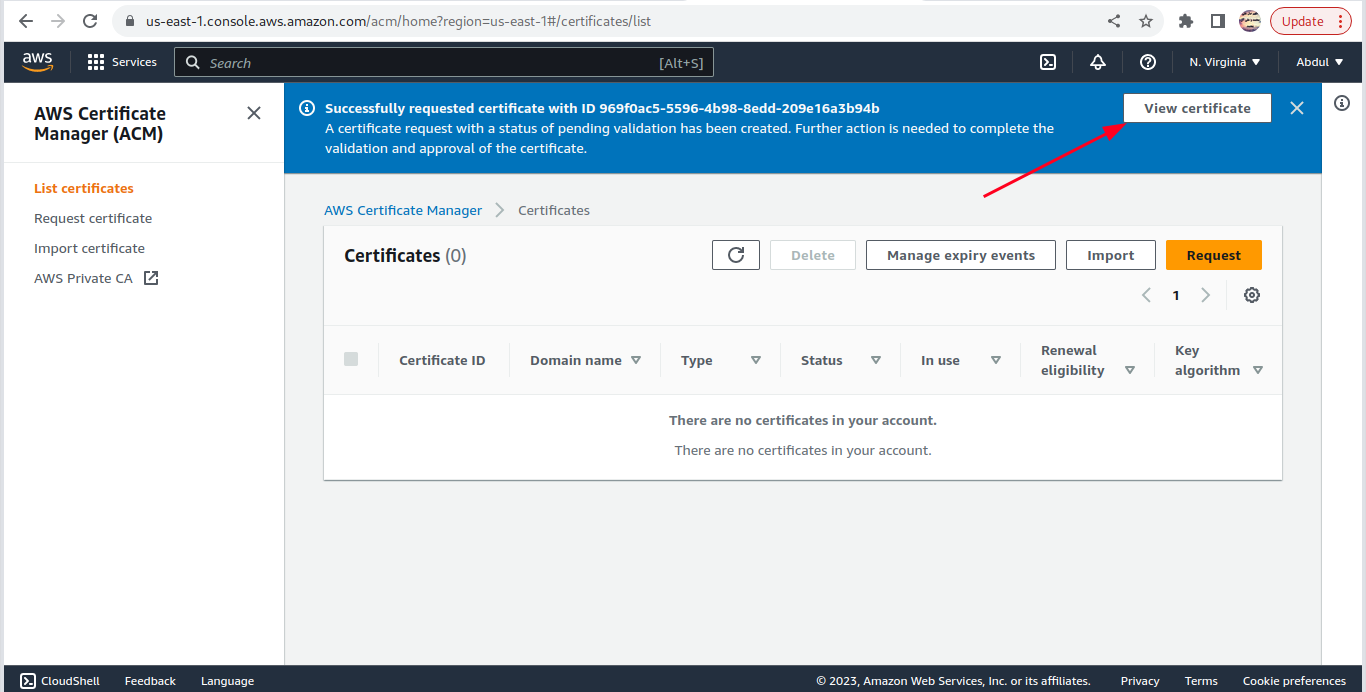 us-east-1.console.aws.amazon.com/acm/home?region=us-east-1#/certificates/list
Update
aws
Services
Search
[Alt+S]
N. Virginia
Abdul
AWS Certificate
Manager (ACM)
List certificates
Request certificate
Import certificate
AWS Private CA
Successfully requested certificate with ID 969f0ac5-5596-4b98-8edd-209e16a3b94b
A certificate request with a status of pending validation has been created. Further action is needed to complete the
validation and approval of the certificate.
View certificate
AWS Certificate Manager
Certificates
Certificates (0)
Delete
Manage expiry events
Import
Request
1
Certificate ID
Domain name
Type
Status
In use
Renewal
eligibility
Key
algorithm
There are no certificates in your account.
There are no certificates in your account.
CloudShell
Feedback
Language
© 2023, Amazon Web Services, Inc. or its affiliates.
Privacy
Terms
Cookie preferences